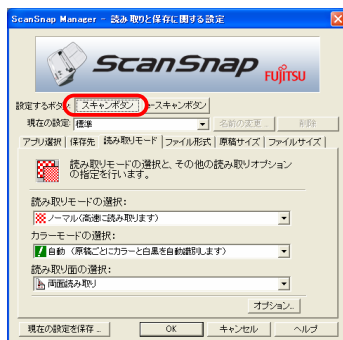 ScanSnap Manager - 読み取りと保存に関する設定
ScanSnap
FUJITSU
設定するボタン スキャンボタン e-スキャンボタン
現在の設定: 標準 名前の変更... 削除
アプリ選択 保存先 読み取りモード ファイル形式 原稿サイズ ファイルサイズ
読み取りモードの選択と、その他の読み取りオプション
の指定を行います。
読み取りモードの選択:
ノーマル(高速に読み取ります)
カラーモードの選択:
自動 (原稿ごとにカラーと白黒を自動識別します)
読み取り面の選択:
両面読み取り
オプション...
現在の設定を保存... OK キャンセル ヘルプ